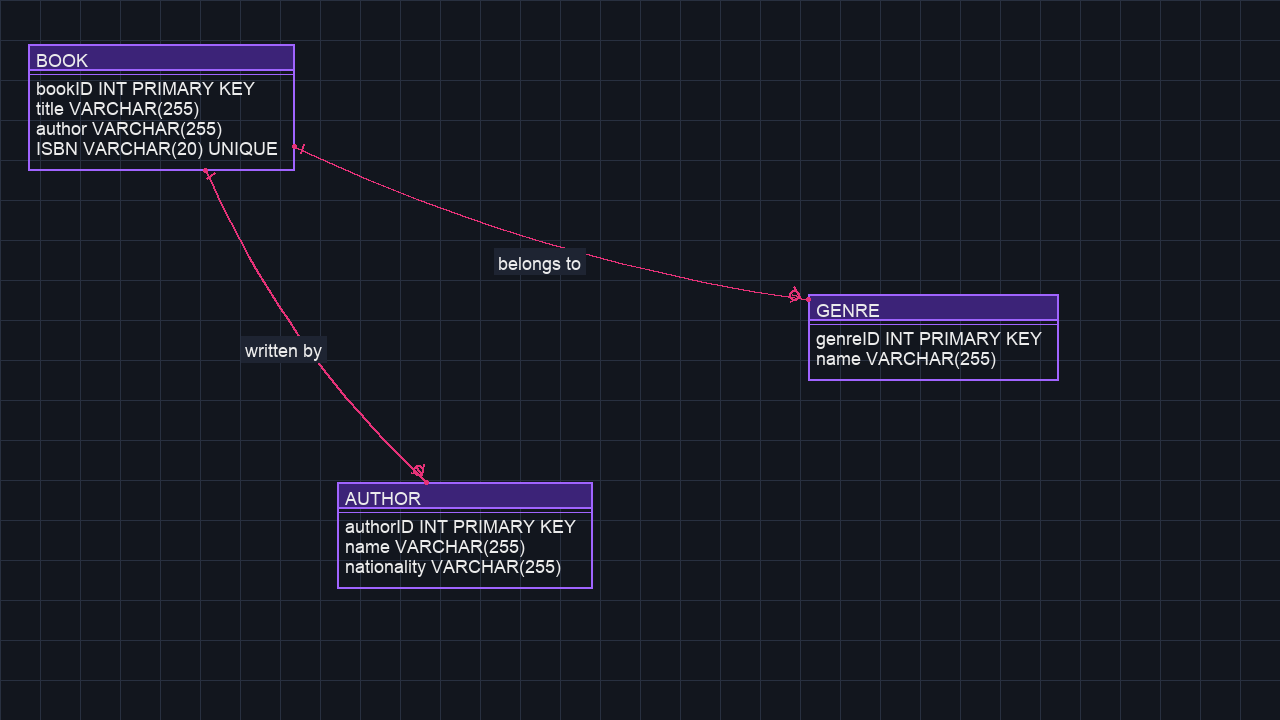 BOOK
bookID INT PRIMARY KEY
title VARCHAR(255)
author VARCHAR(255)
ISBN VARCHAR(20) UNIQUE
belongs to
GENRE
genreID INT PRIMARY KEY
name VARCHAR(255)
written by
AUTHOR
authorID INT PRIMARY KEY
name VARCHAR(255)
nationality VARCHAR(255)